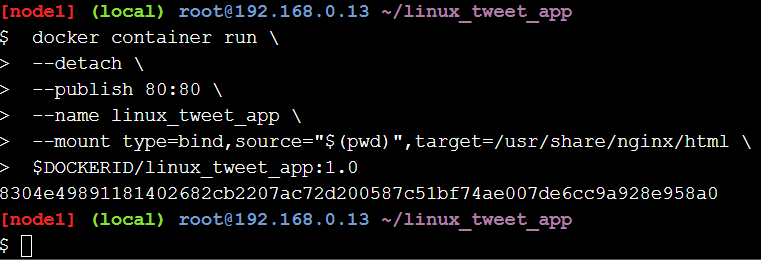 [node1] (local) root@192.168.0.13 ~/linux_tweet_app
$  docker container run \
>  --detach \
>  --publish 80:80 \
>  --name linux_tweet_app \
>  --mount type=bind,source="$(pwd)",target=/usr/share/nginx/html \
>  $DOCKERID/linux_tweet_app:1.0
8304e49891181402682cb2207ac72d200587c51bf74ae007de6cc9a928e958a0
[node1] (local) root@192.168.0.13 ~/linux_tweet_app
$